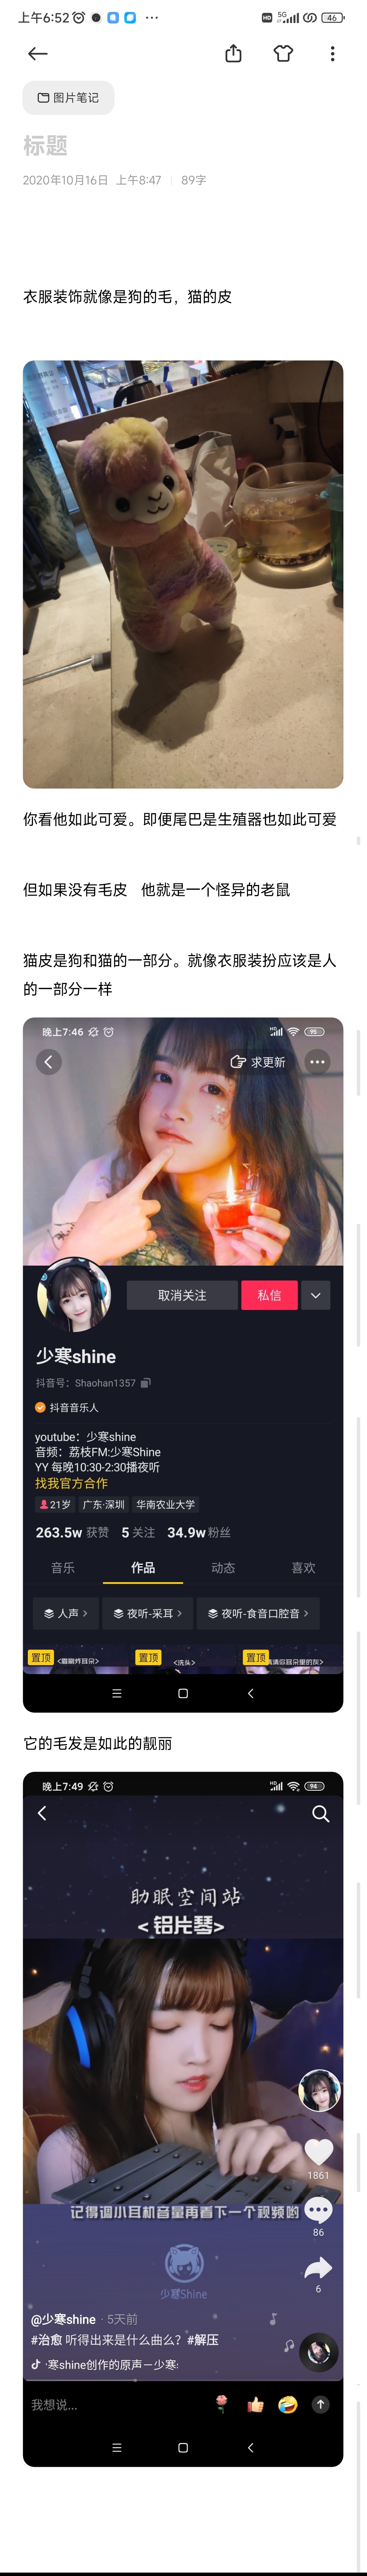 上午6:52
HD
5G
46
图片笔记
标题
2020年10月16日 上午8:47 | 89字
衣服装饰就像是狗的毛，猫的皮
你看他如此可爱。即便尾巴是生殖器也如此可爱
但如果没有毛皮 他就是一个怪异的老鼠
猫皮是狗和猫的一部分。就像衣服装扮应该是人
的一部分一样
晚上7:46
HD
95
求更新
取消关注
私信
少寒shine
抖音号：Shaohan1357
抖音音乐人
youtube：少寒shine
音频：荔枝FM:少寒Shine
YY 每晚10:30-2:30播夜听
找我官方合作
21岁 广东·深圳 华南农业大学
263.5w 获赞 5 关注 34.9w 粉丝
音乐 作品 动态 喜欢
人声 夜听-采耳 夜听-食音口腔音
置顶
置顶 <洗头>
置顶
它的毛发是如此的靓丽
晚上7:49
HD
94
助眠空间站
<铝片琴>
1861
记得调小耳机音量再看下一个视频哟
86
少寒Shine
6
@少寒shine · 5天前
#治愈 听得出来是什么曲么？#解压
寒shine创作的原声－少寒
我想说...